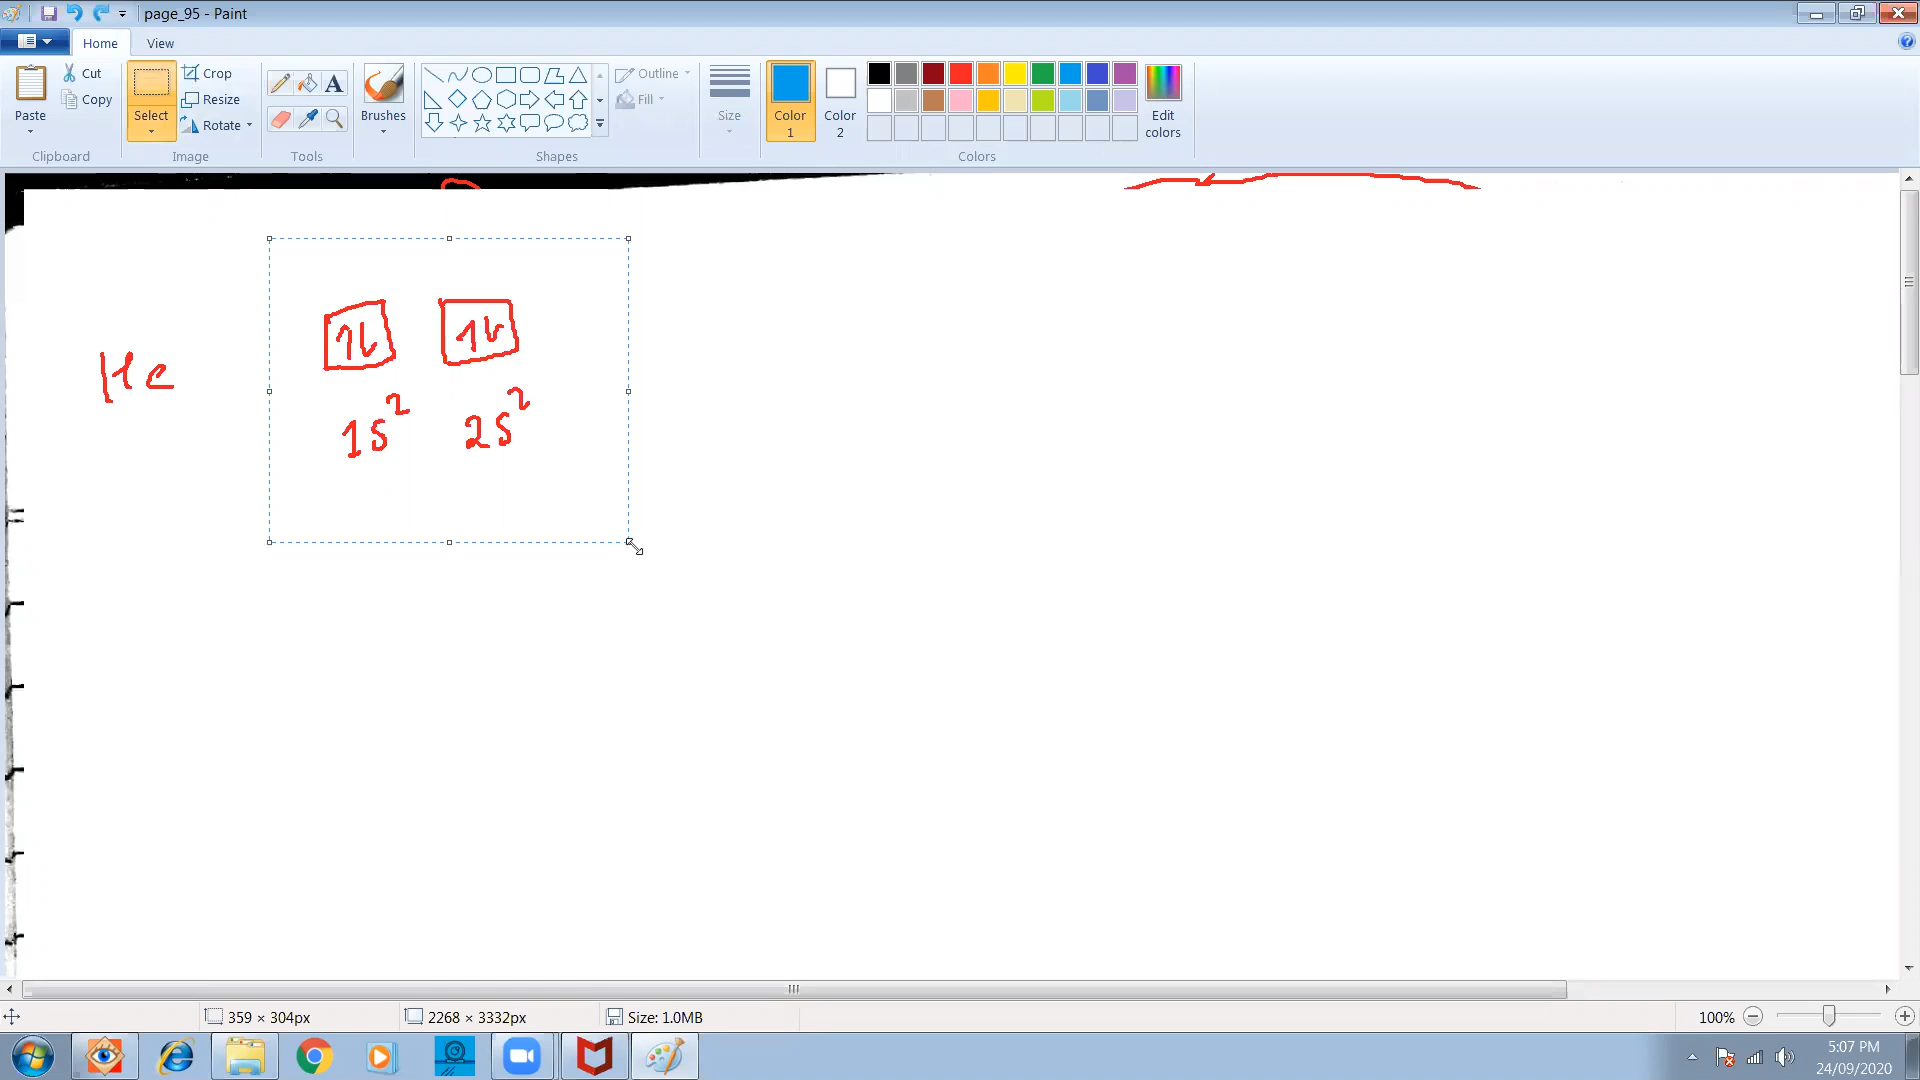 page_95 - Paint
Home View
Paste
Cut
Copy
Clipboard
Select
Crop
Resize
Rotate
Image
A
Tools
Brushes
Shapes
Outline
Fill
Size
Color 1
Color 2
Edit colors
Colors
He
1s² 2s²
359 × 304px 2268 × 3332px Size: 1.0MB 100%
5:07 PM
24/09/2020